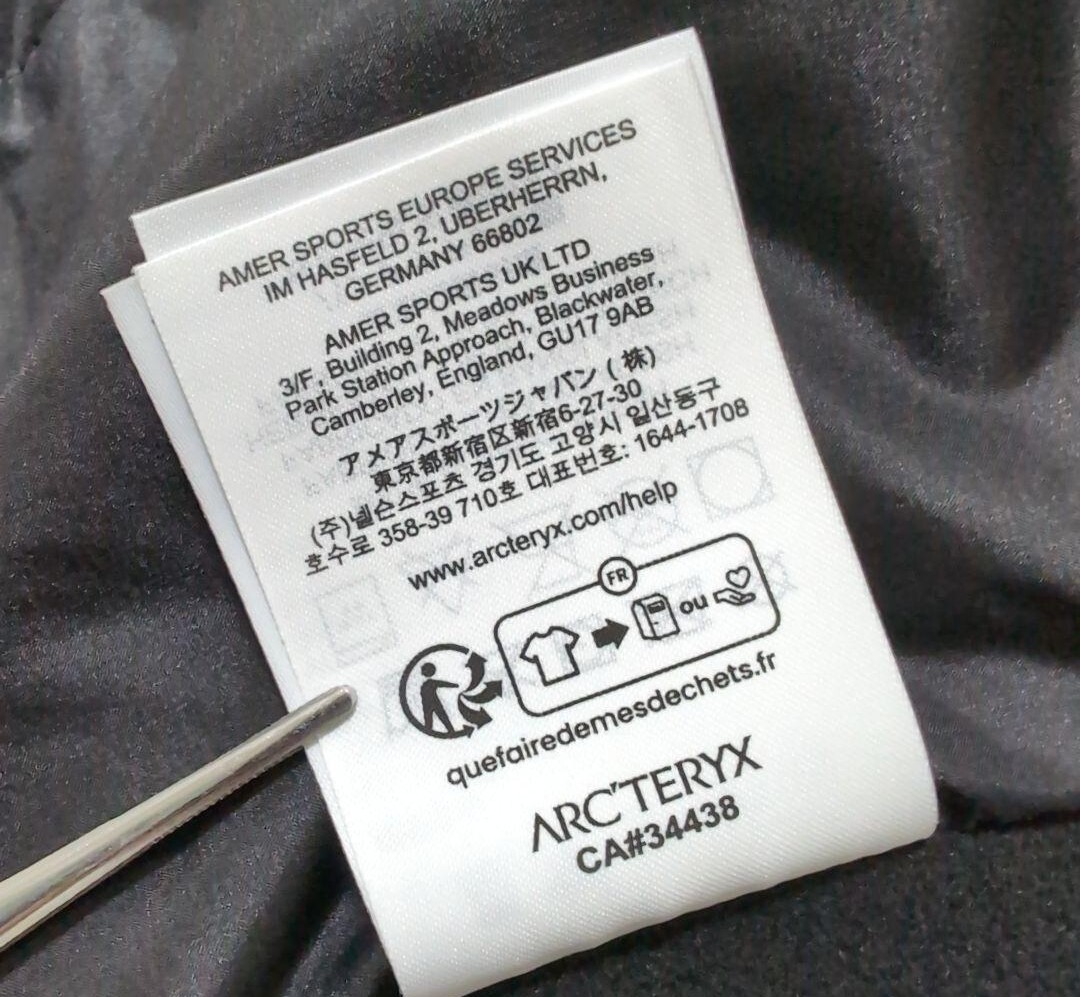 AMER SPORTS EUROPE SERVICES
IM HASFELD 2, UBERHERRN,
GERMANY 66802
AMER SPORTS UK LTD
3/F, Building 2, Meadows Business
Park Station Approach, Blackwater,
Camberley, England, GU17 9AB
アメアスポーツジャパン ( 株)
東京都新宿区新宿6-27-30
(주)넬슨스포츠 경기도 고양시 일산동구
호수로 358-39 710호 대표번호: 1644-1708
www.arcteryx.com/help
FR
ou
quefairedemesdechets.fr
ARC'TERYX
CA#34438